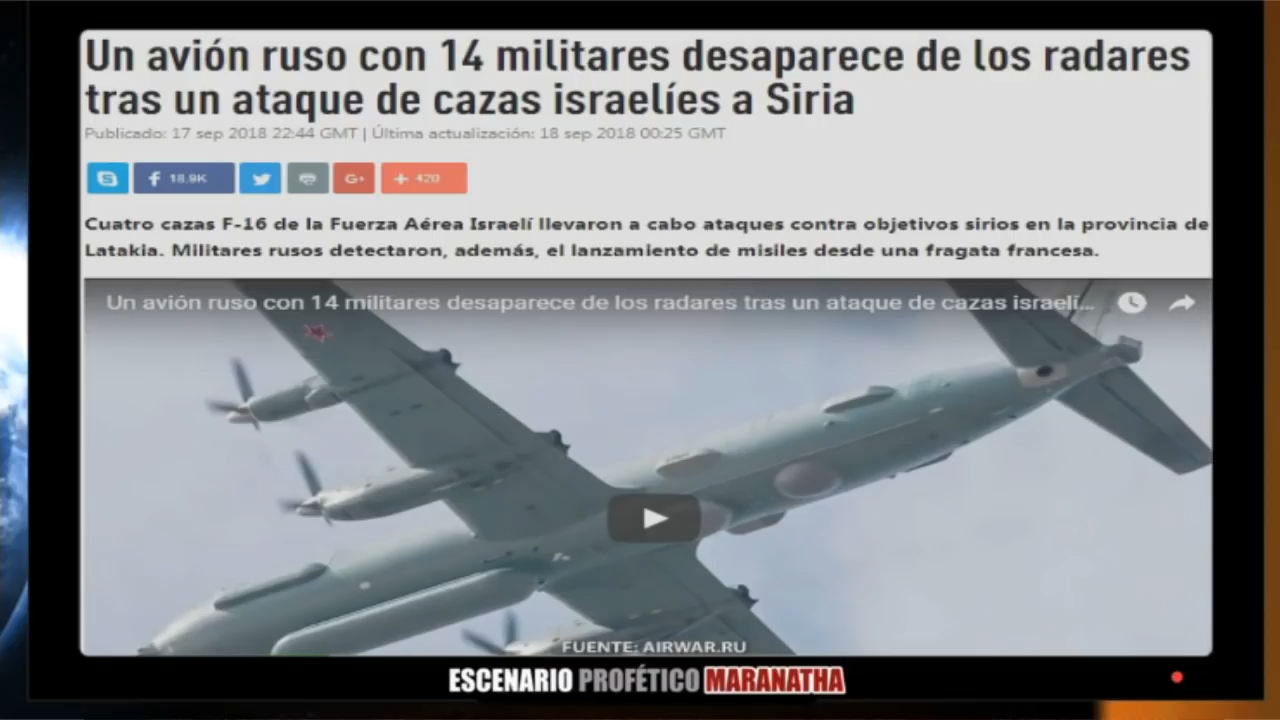 Un avión ruso con 14 militares desaparece de los radares
tras un ataque de cazas israelíes a Siria
Publicado: 17 sep 2018 22:44 GMT | Última actualización: 18 sep 2018 00:25 GMT
18.9K
G+
420
Cuatro cazas F-16 de la Fuerza Aérea Israelí llevaron a cabo ataques contra objetivos sirios en la provincia de
Latakia. Militares rusos detectaron, además, el lanzamiento de misiles desde una fragata francesa.
Un avión ruso con 14 militares desaparece de los radares tras un ataque de cazas israelí...
FUENTE: AIRWAR.RU
ESCENARIO PROFÉTICO MARANATHA